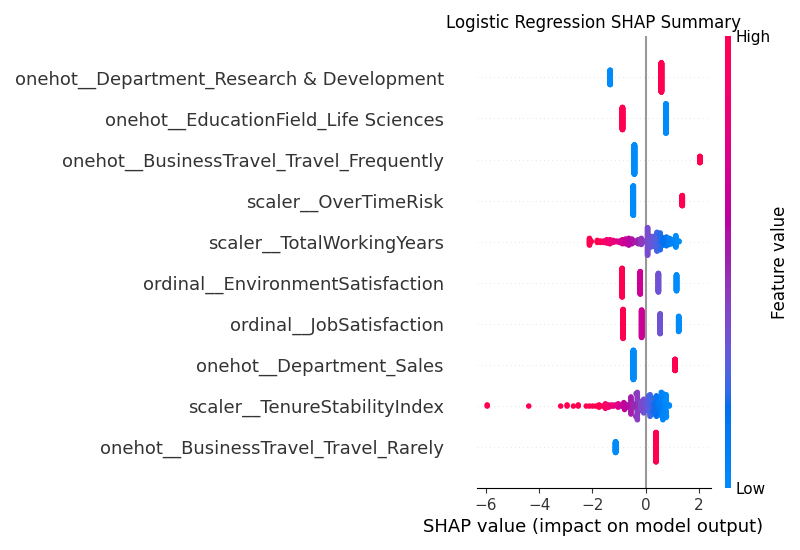 Logistic Regression SHAP Summary
High
onehot__Department_Research & Development
onehot__EducationField_Life Sciences
onehot__BusinessTravel_Travel_Frequently
scaler__OverTimeRisk
scaler__TotalWorkingYears
ordinal__EnvironmentSatisfaction
ordinal__JobSatisfaction
onehot__Department_Sales
scaler__TenureStabilityIndex
onehot__BusinessTravel_Travel_Rarely
Feature value
Low
−6 −4 −2 0 2
SHAP value (impact on model output)